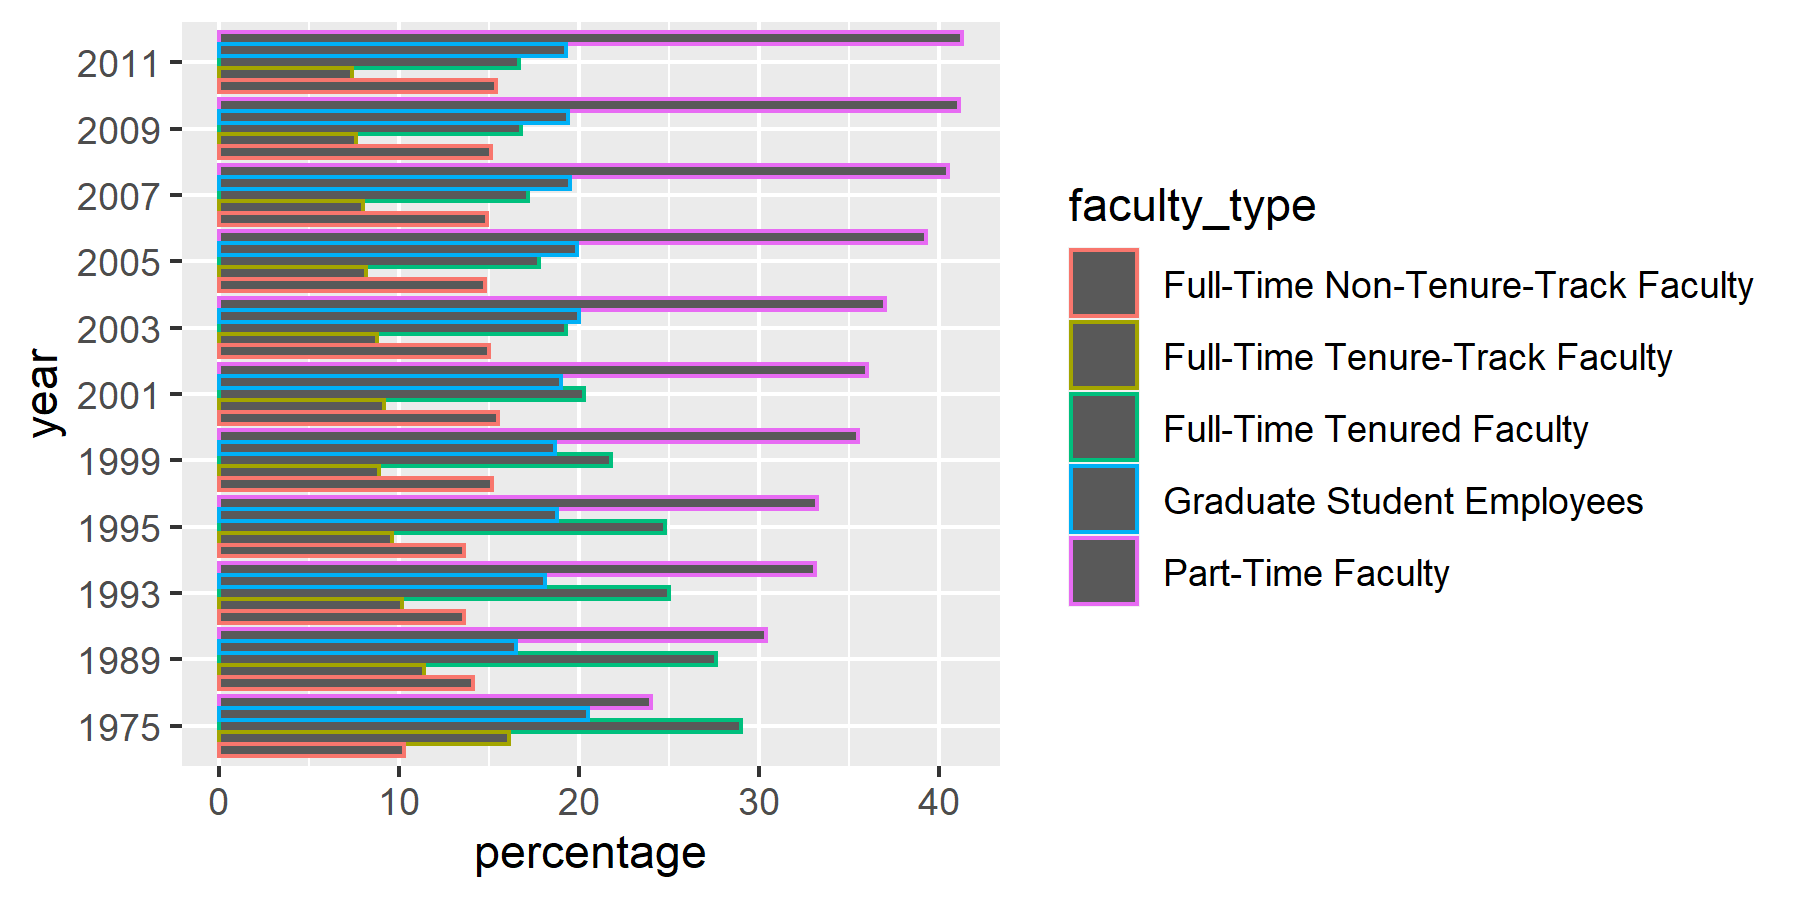 2011
2009
2007
2005
2003
2001
1999
1995
1993
1989
1975
year
0 10 20 30 40
percentage
faculty_type
Full-Time Non-Tenure-Track Faculty
Full-Time Tenure-Track Faculty
Full-Time Tenured Faculty
Graduate Student Employees
Part-Time Faculty